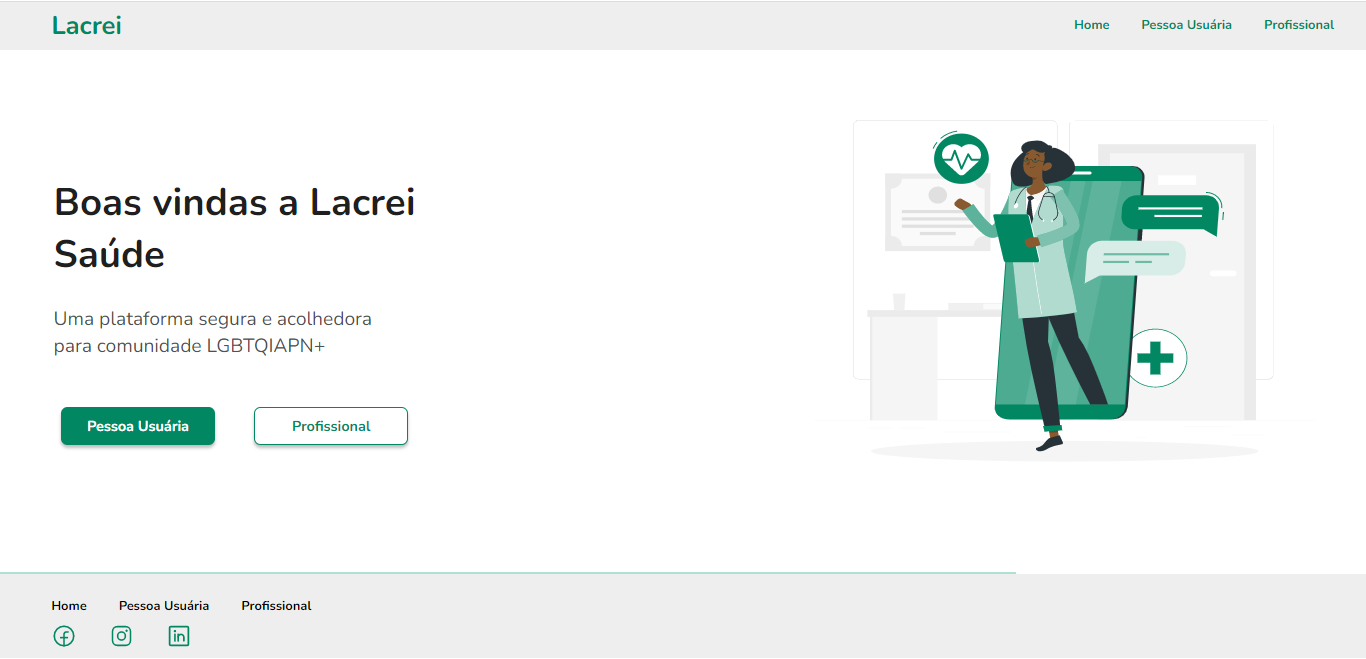 Lacrei
Home Pessoa Usuária Profissional
Boas vindas a Lacrei
Saúde
Uma plataforma segura e acolhedora
para comunidade LGBTQIAPN+
Pessoa Usuária Profissional
Home Pessoa Usuária Profissional
in